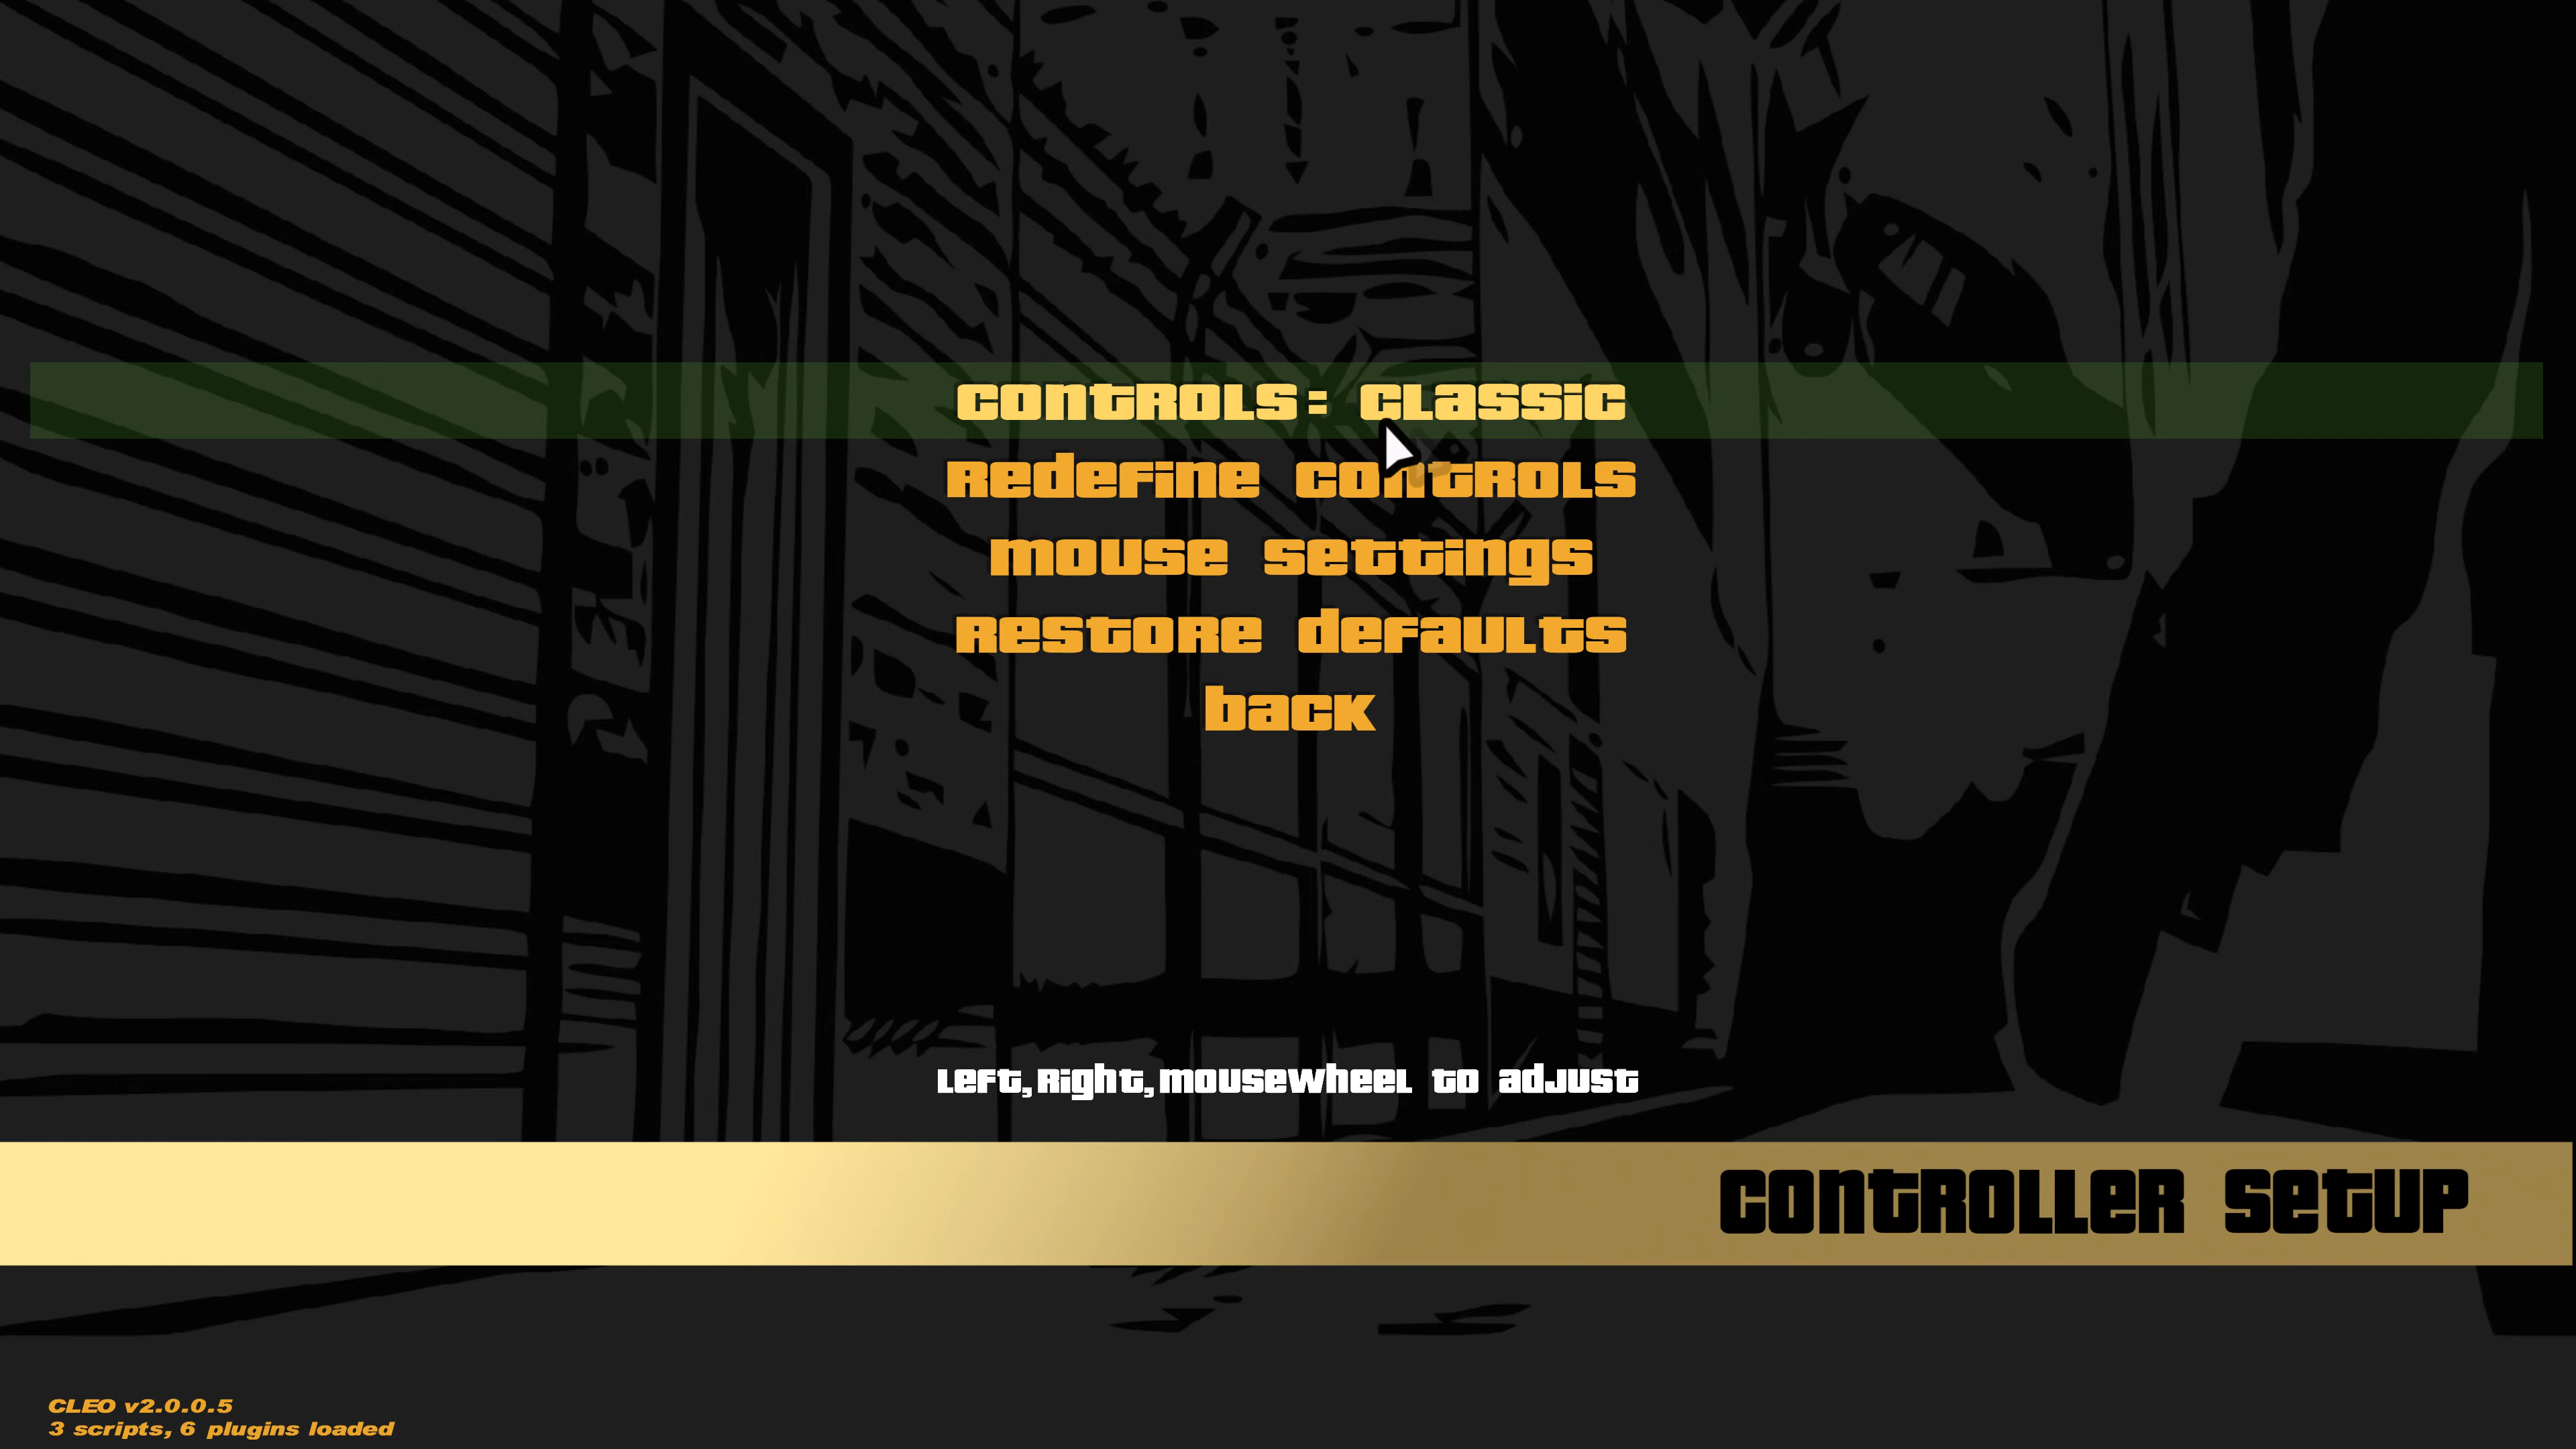 Controls: Classic
Redefine Controls
Mouse Settings
Restore Defaults
Back
Left,Right,Mousewheel to adjust
Controller Setup
CLEO v2.0.0.5
3 scripts, 6 plugins loaded